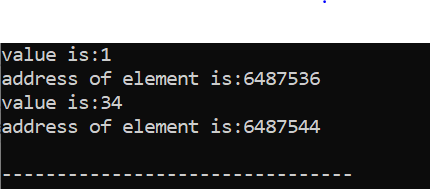 value is:1
address of element is:6487536
value is:34
address of element is:6487544
--------------------------------